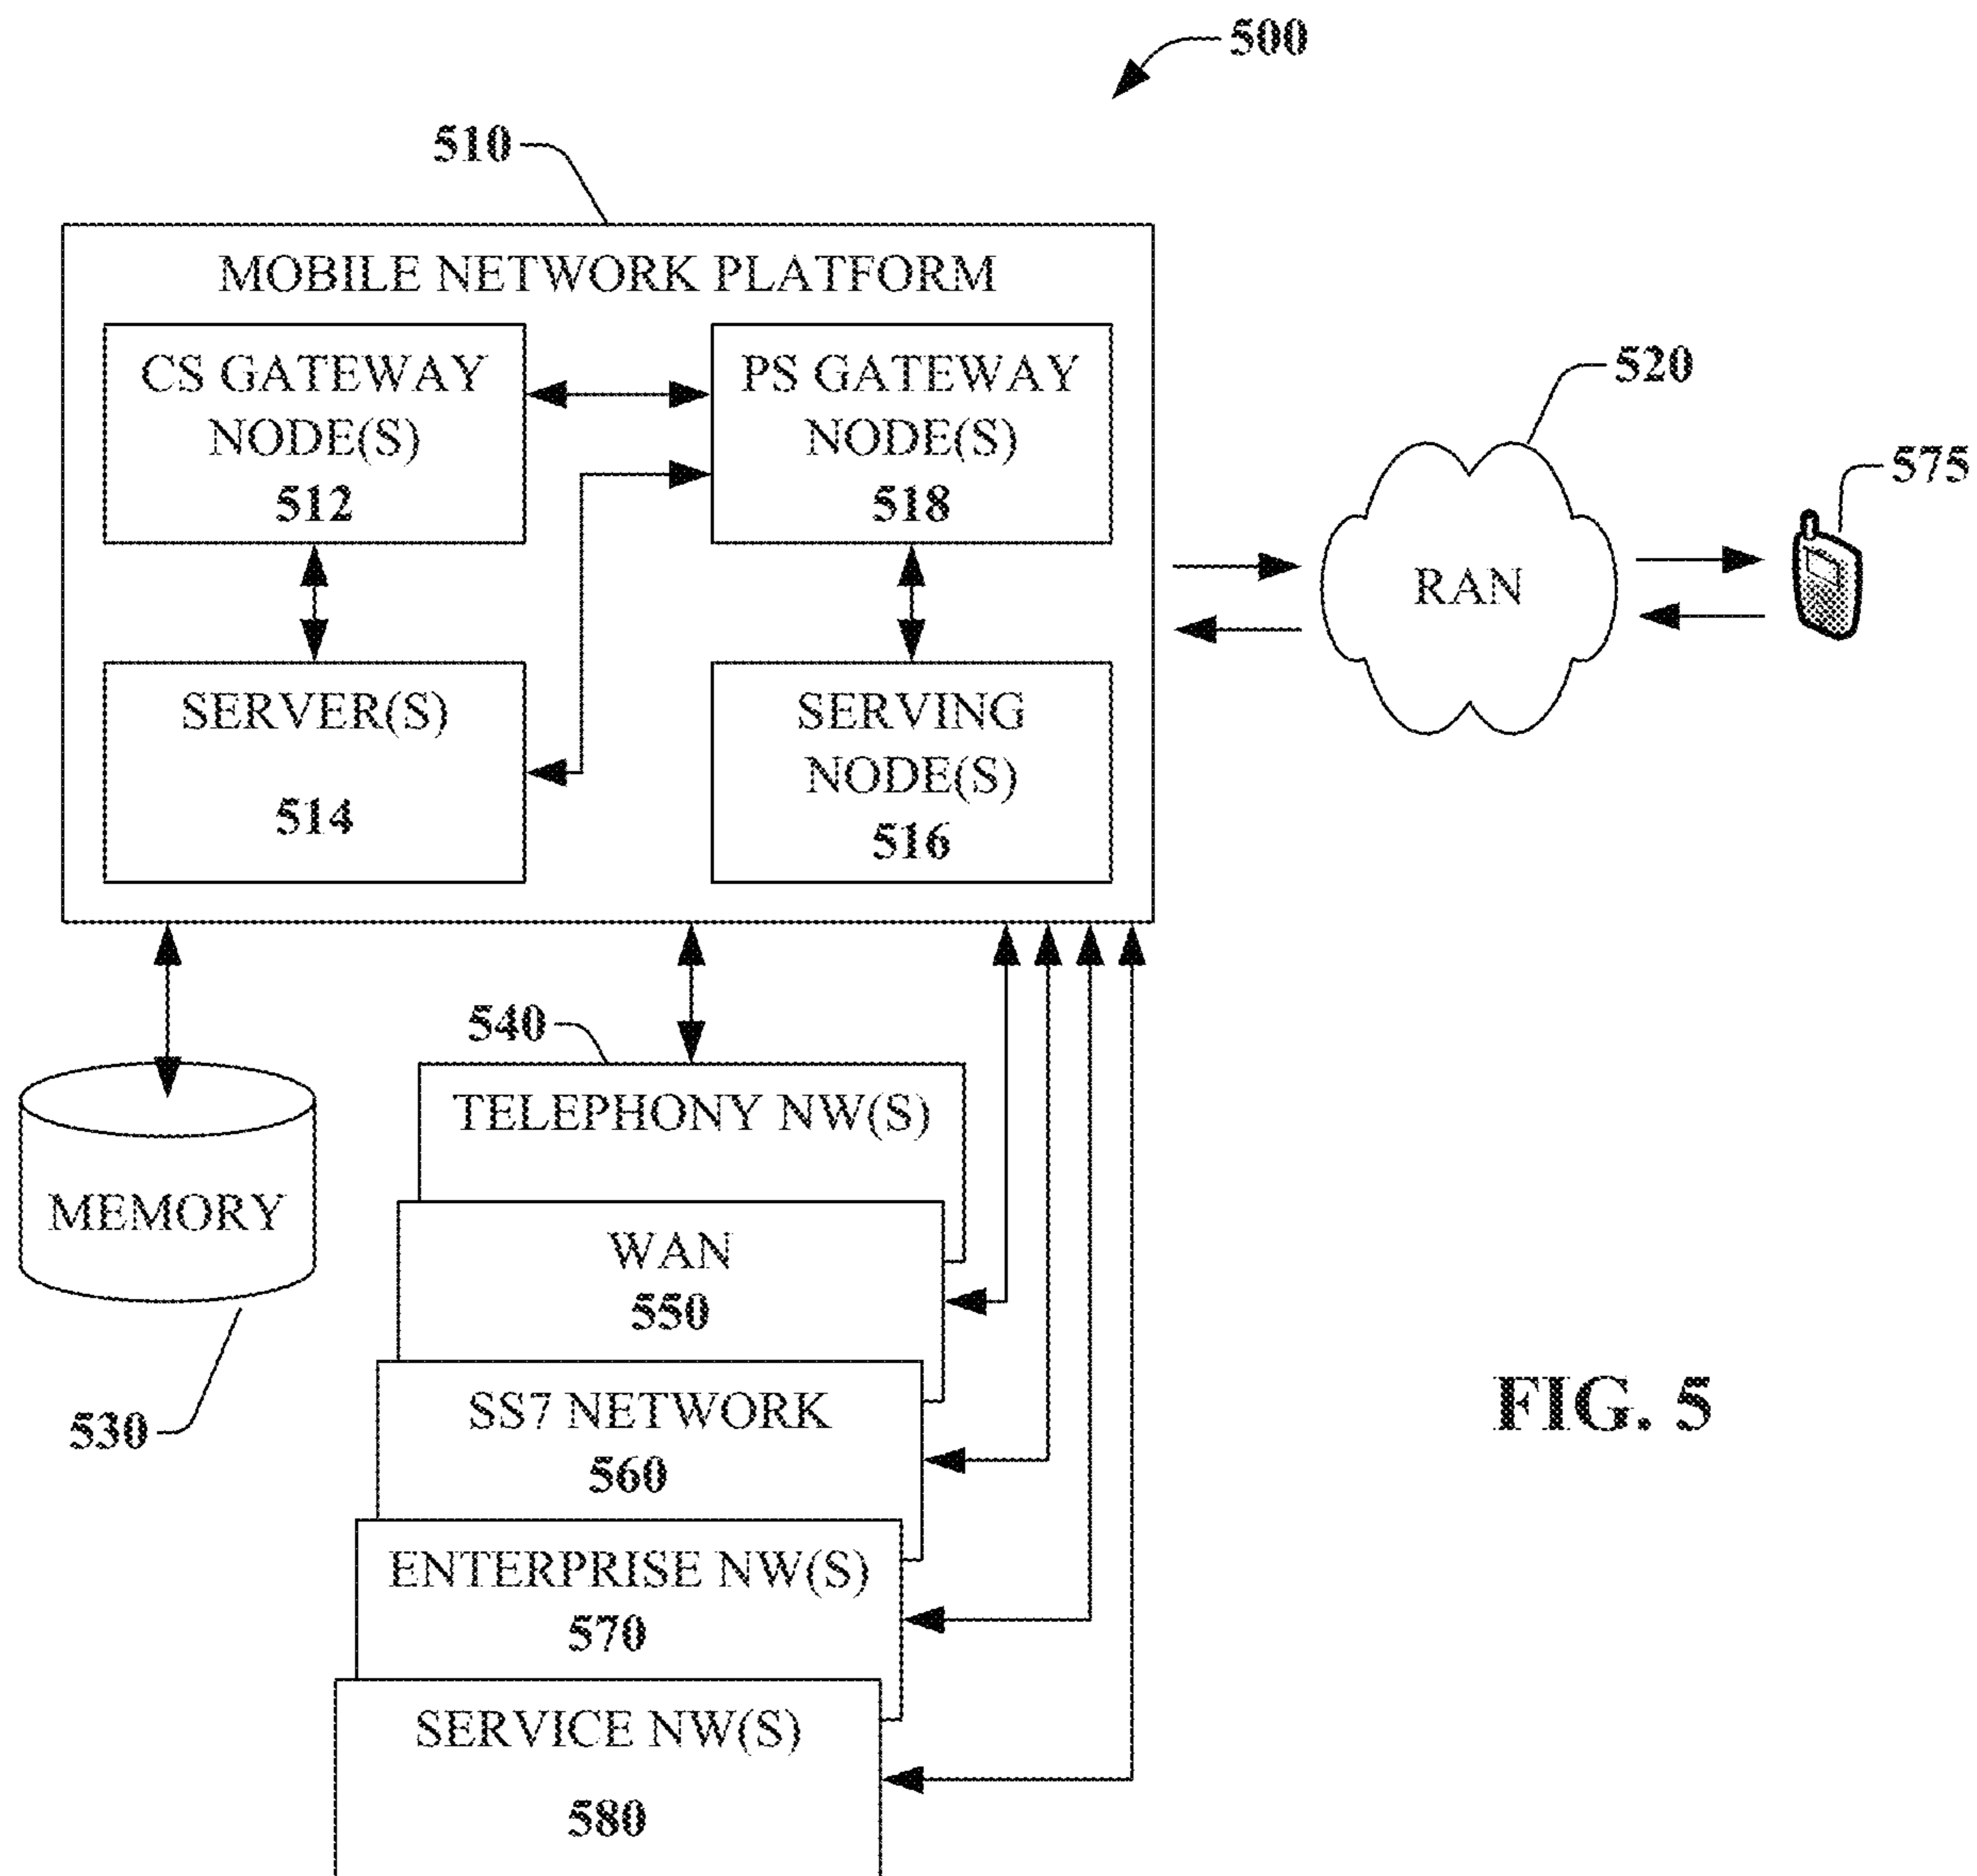 500
510
MOBILE NETWORK PLATFORM
CS GATEWAY
NODE(S)
512
PS GATEWAY
NODE(S)
518
SERVER(S)
514
SERVING
NODE(S)
516
520
RAN
575
540
TELEPHONY NW(S)
MEMORY
530
WAN
550
SS7 NETWORK
560
ENTERPRISE NW(S)
570
SERVICE NW(S)
580
FIG. 5